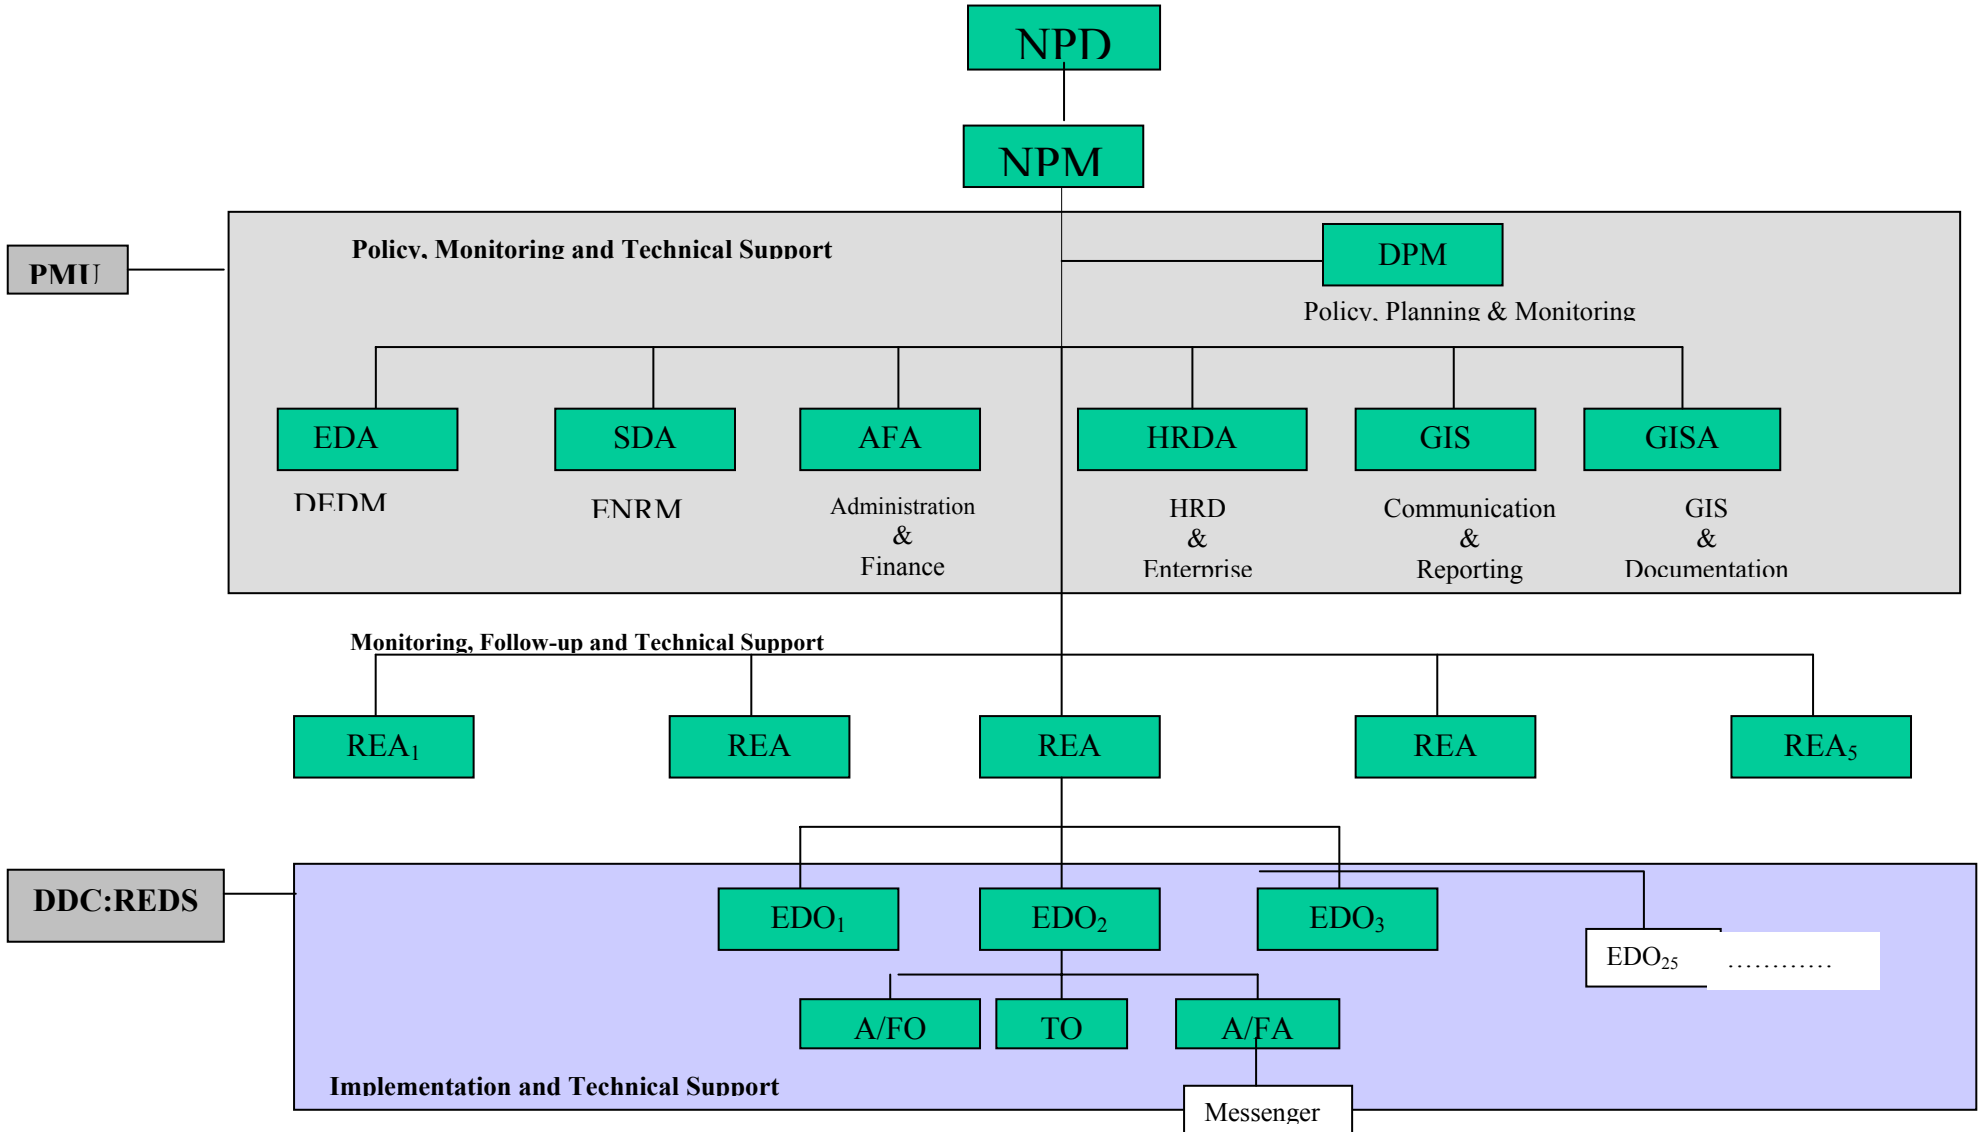 NPD
NPM
Policy, Monitoring and Technical Support
DPM
PMU
Policy, Planning & Monitoring
EDA
SDA
AFA
HRDA
GIS
GISA
DEDM
ENRM
Administration
&
Finance
HRD
&
Enterprise
Communication
&
Reporting
GIS
&
Documentation
Monitoring, Follow-up and Technical Support
REA₁
REA
REA
REA
REA₅
DDC:REDS
EDO₁
EDO₂
EDO₃
EDO₂₅ …………
A/FO
TO
A/FA
Implementation and Technical Support
Messenger